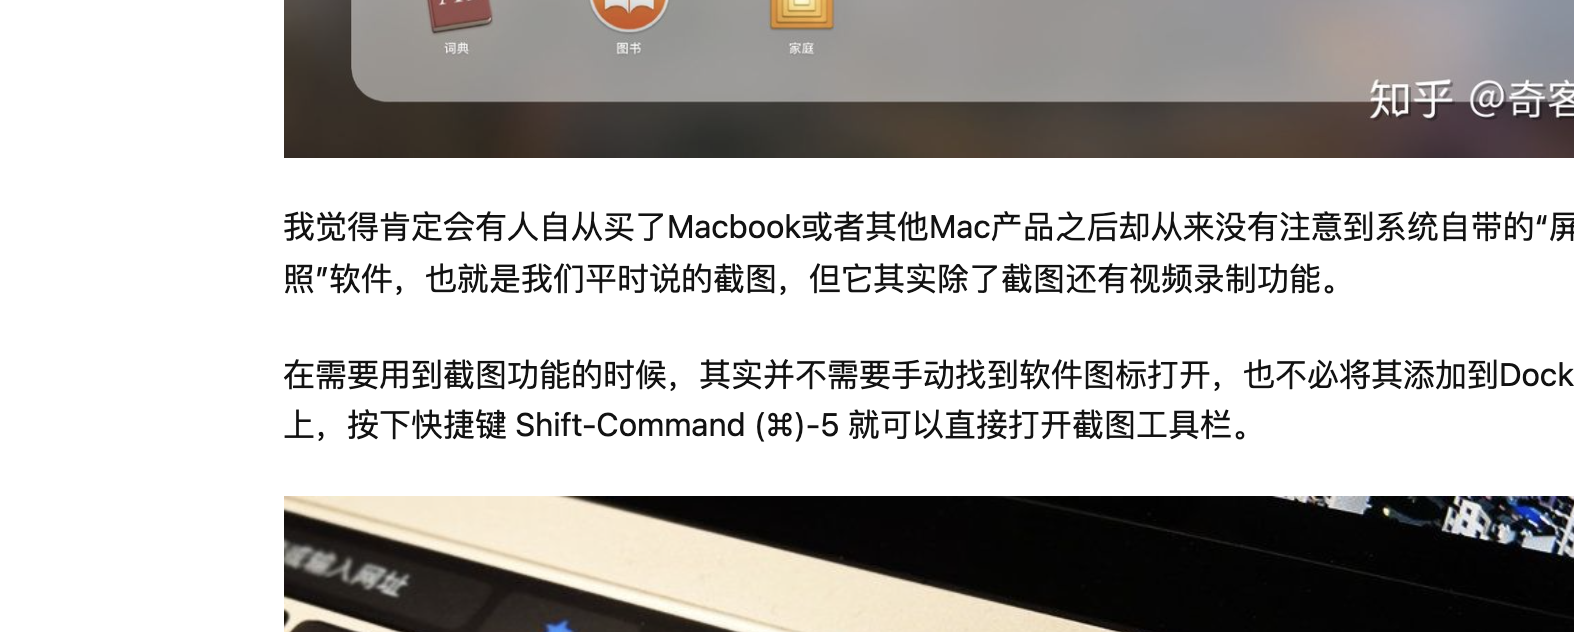 词典 图书 家庭
知乎 @奇客
我觉得肯定会有人自从买了Macbook或者其他Mac产品之后却从来没有注意到系统自带的“屏
照”软件，也就是我们平时说的截图，但它其实除了截图还有视频录制功能。
在需要用到截图功能的时候，其实并不需要手动找到软件图标打开，也不必将其添加到Dock
上，按下快捷键 Shift-Command (⌘)-5 就可以直接打开截图工具栏。
或输入网址